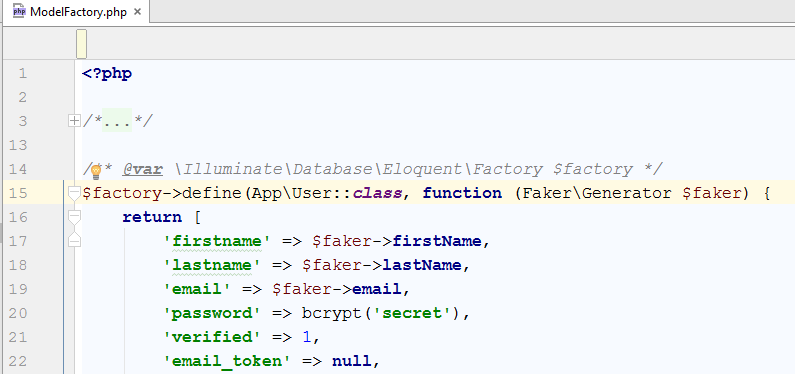 ModelFactory.php
1 <?php
2
3 /*...*/
13
14 /** @var \Illuminate\Database\Eloquent\Factory $factory */
15 $factory->define(App\User::class, function (Faker\Generator $faker) {
16 return [
17 'firstname' => $faker->firstName,
18 'lastname' => $faker->lastName,
19 'email' => $faker->email,
20 'password' => bcrypt('secret'),
21 'verified' => 1,
22 'email_token' => null,